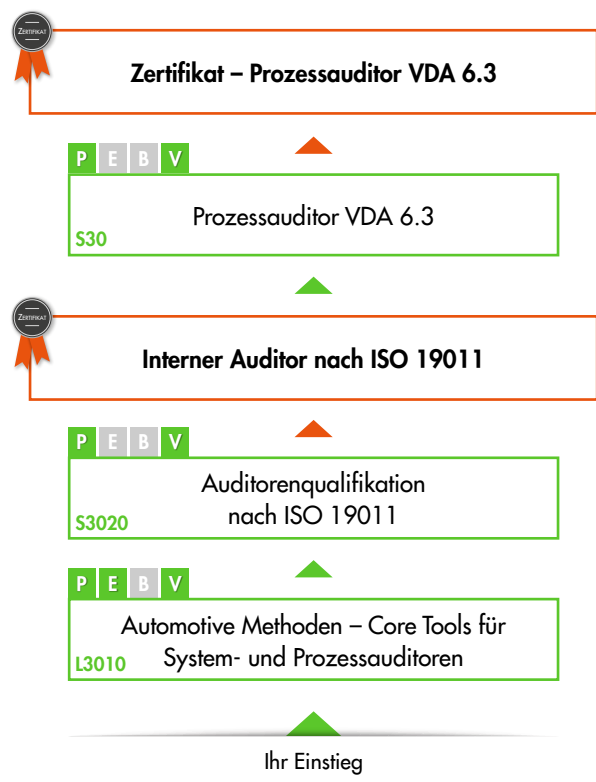 ZERTIFIKAT
Zertifikat – Prozessauditor VDA 6.3
P E B V
Prozessauditor VDA 6.3
S30
ZERTIFIKAT
Interner Auditor nach ISO 19011
P E B V
Auditorenqualifikation
nach ISO 19011
S3020
P E B V
Automotive Methoden – Core Tools für
System- und Prozessauditoren
L3010
Ihr Einstieg